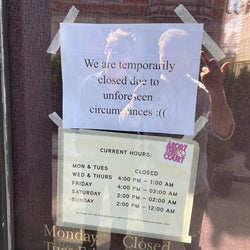 We are temporarily
closed due to
unforeseen
circumstances :((
CURRENT HOURS:
MON & TUES CLOSED
WED & THURS 4:00 PM - 1:00 AM
FRIDAY 4:00 PM - 02:00 AM
SATURDAY 2:00 PM - 02:00 AM
SUNDAY 2:00 PM - 12:00 AM
COURT
Monday Closed